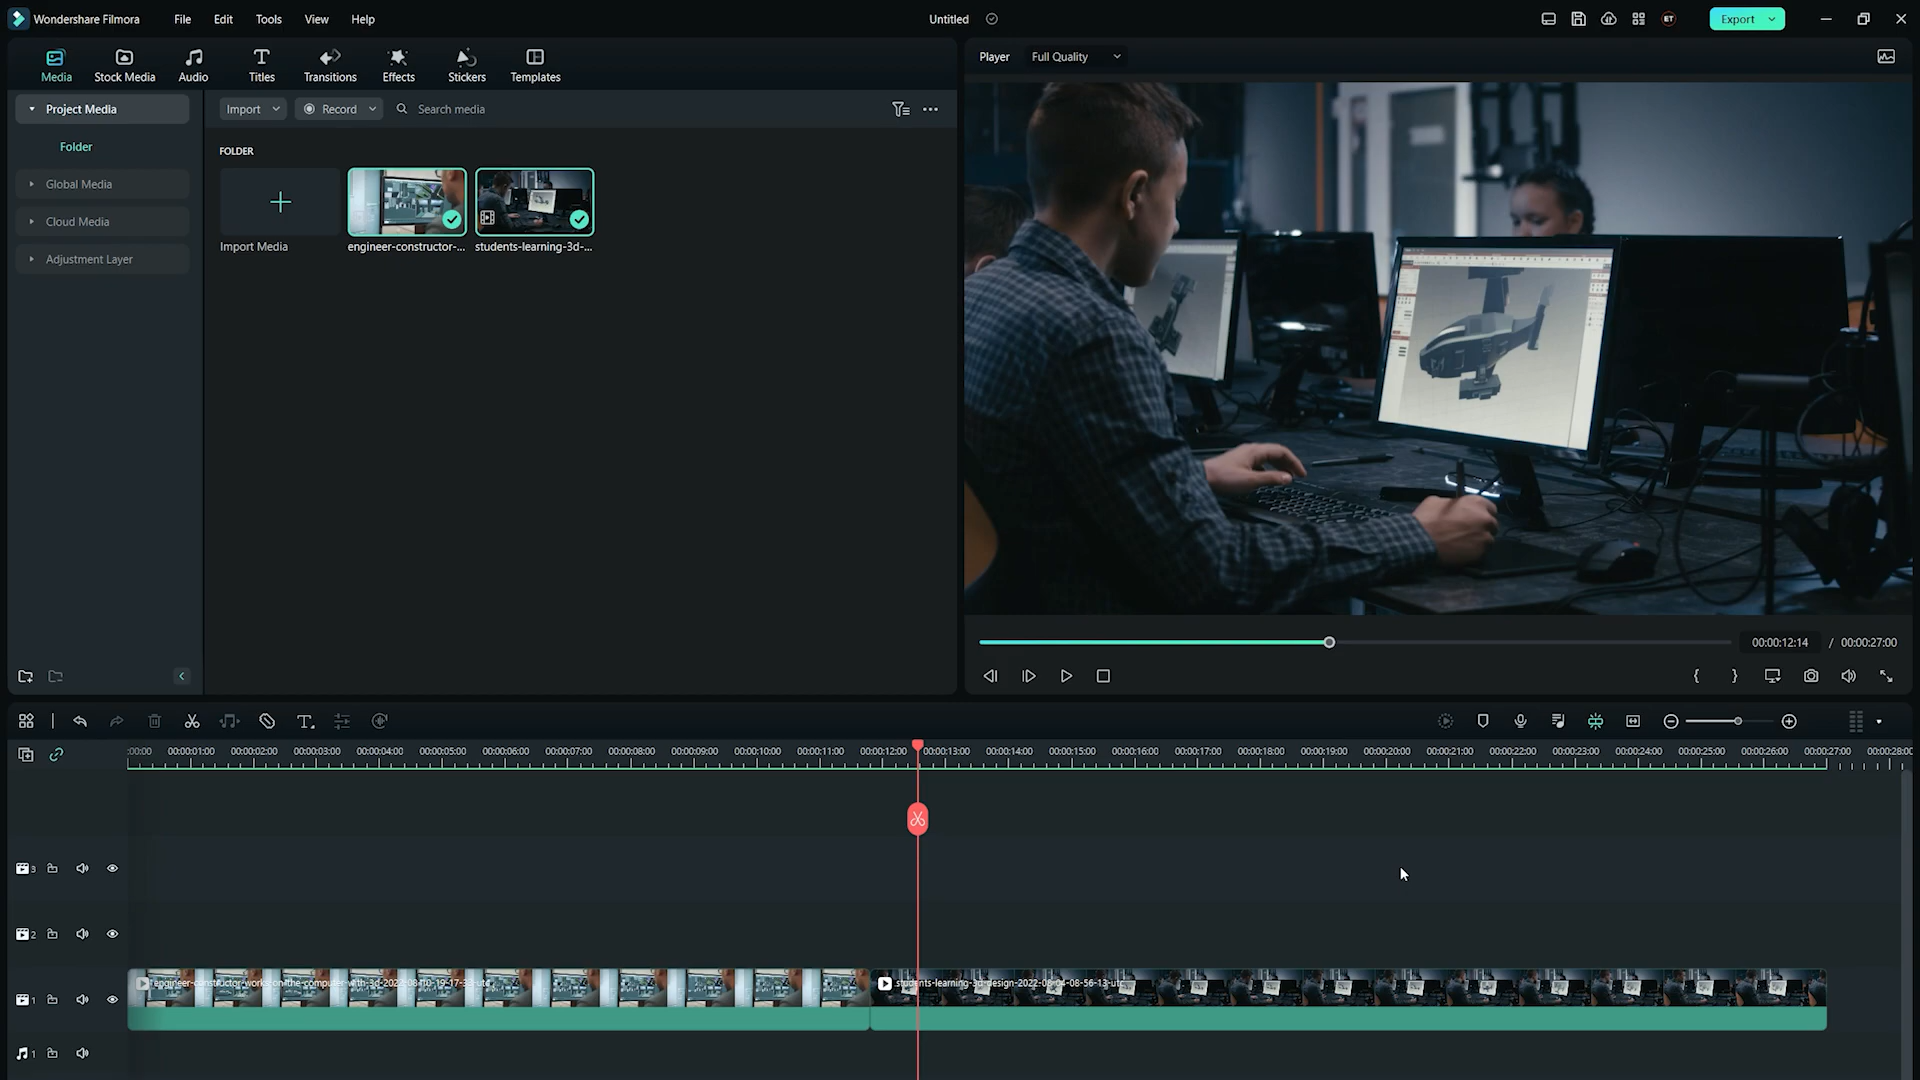 Wondershare Filmora File Edit Tools View Help Untitled ET Export
Media Stock Media Audio Titles Transitions Effects Stickers Templates
Player Full Quality
Project Media
Folder
Global Media
Cloud Media
Adjustment Layer
Import Record Search media
FOLDER
Import Media engineer-constructor-... students-learning-3d-...
00:00:12:14 / 00:00:27:00
{ }
:00:00 00:00:01:00 00:00:02:00 00:00:03:00 00:00:04:00 00:00:05:00 00:00:06:00 00:00:07:00 00:00:08:00 00:00:09:00 00:00:10:00 00:00:11:00 00:00:12:00 00:00:13:00 00:00:14:00 00:00:15:00 00:00:16:00 00:00:17:00 00:00:18:00 00:00:19:00 00:00:20:00 00:00:21:00 00:00:22:00 00:00:23:00 00:00:24:00 00:00:25:00 00:00:26:00 00:00:27:00 00:00:28:00
3
2
engineer-constructor-works-on-the-computer-with-3d-2022-08-10-19-17-33-utc students-learning-3d-design-2022-08-04-08-56-13-utc
1
1